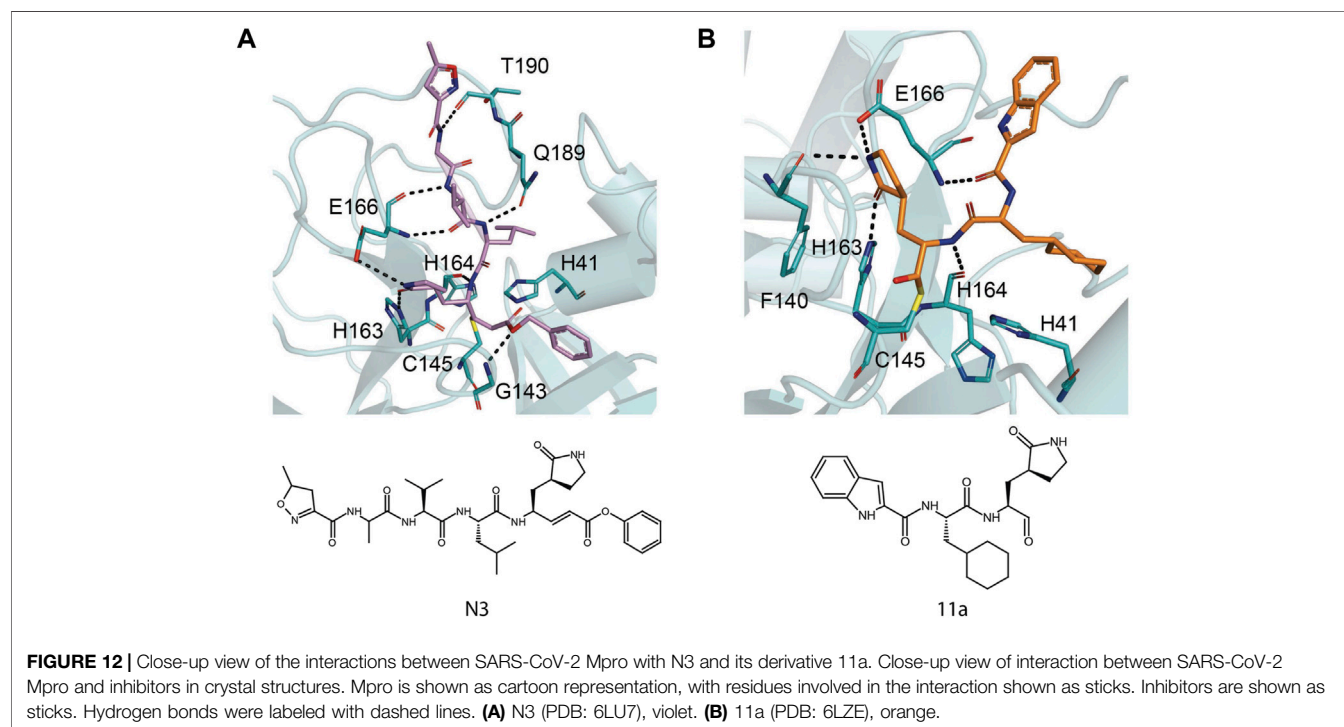 A
T190
Q189
E166
H164
H41
H163
C145
G143
B
E166
H163
H164
F140
H41
C145
O
NH
O
O
O
O
N
NH
N
H
N
H
N
H
O
O
O
N3
O
NH
O
H
N
NH
N
H
O
O
11a
FIGURE 12 | Close-up view of the interactions between SARS-CoV-2 Mpro with N3 and its derivative 11a. Close-up view of interaction between SARS-CoV-2
Mpro and inhibitors in crystal structures. Mpro is shown as cartoon representation, with residues involved in the interaction shown as sticks. Inhibitors are shown as
sticks. Hydrogen bonds were labeled with dashed lines. (A) N3 (PDB: 6LU7), violet. (B) 11a (PDB: 6LZE), orange.